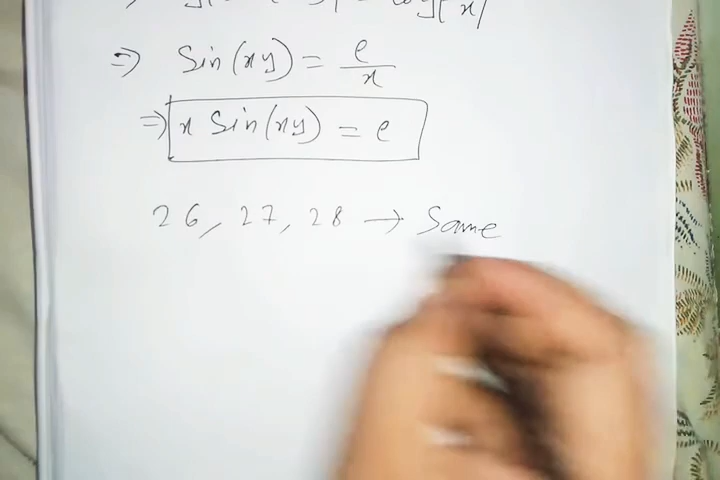 ⇒ Sin(xy) = e/x
⇒ x Sin(xy) = e
26, 27, 28 → Same